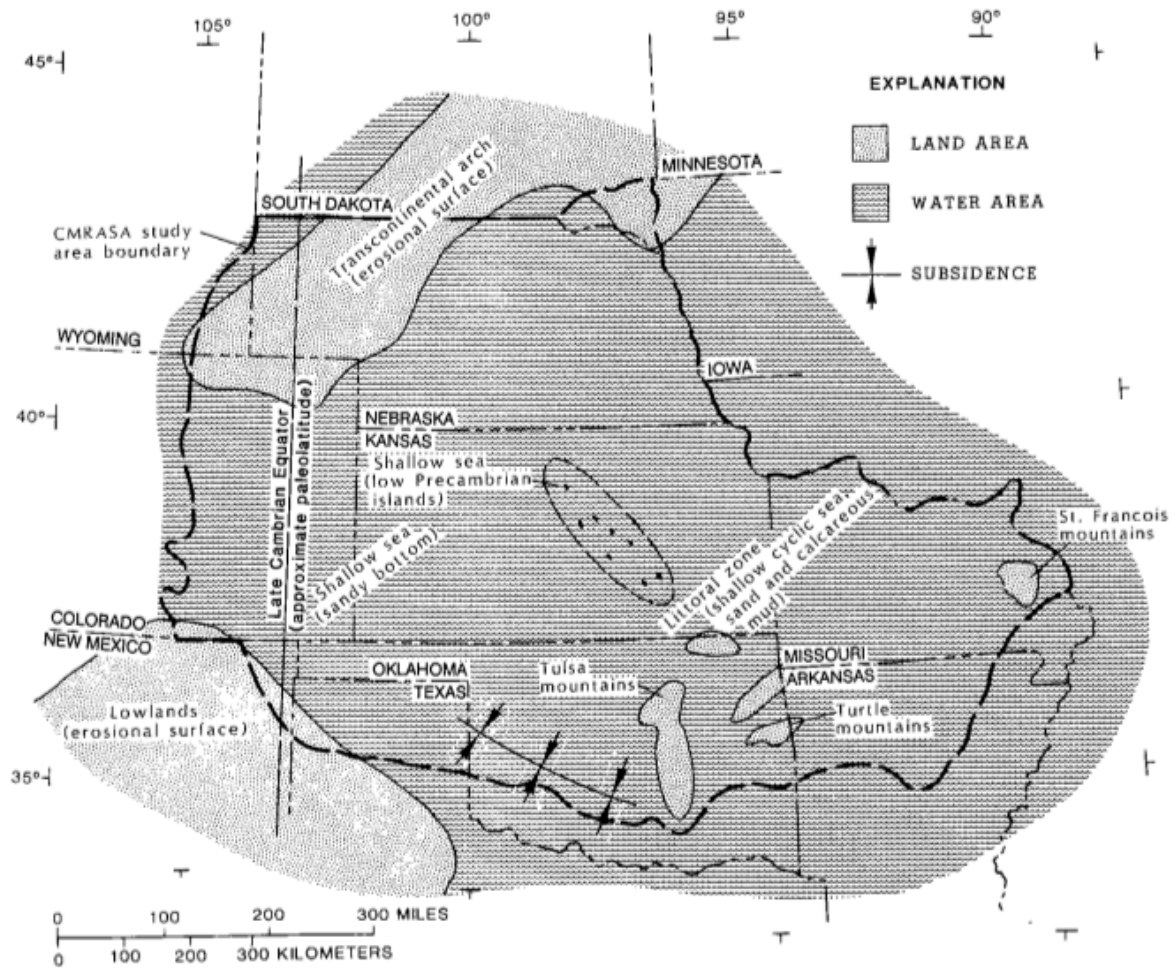 105°
100°
95°
90°
45°
EXPLANATION
LAND AREA
WATER AREA
SUBSIDENCE
MINNESOTA
SOUTH DAKOTA
CMRASA study
area boundary
Transcontinental arch
(erosional surface)
WYOMING
IOWA
40°
NEBRASKA
KANSAS
Shallow sea
(low Precambrian
islands)
Late Cambrian Equator
(approximate paleolatitude)
Shallow sea
(sandy bottom)
Littoral zone
(shallow cyclic sea,
sand and calcareous
mud)
St. Francois
mountains
COLORADO
NEW MEXICO
OKLAHOMA
TEXAS
Tulsa
mountains
MISSOURI
ARKANSAS
Turtle
mountains
Lowlands
(erosional surface)
35°
0 100 200 300 MILES
0 100 200 300 KILOMETERS